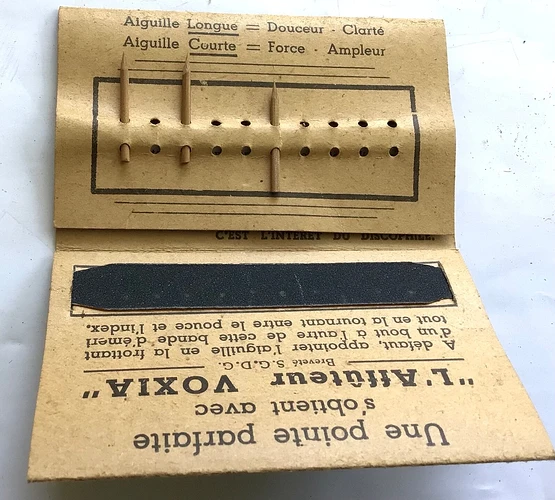 Aiguille Longue = Douceur - Clarté
Aiguille Courte = Force - Ampleur
C'EST L'INTÉRÊT DU DISCOPHILE.
Une pointe parfaite
s'obtient avec
"L'Affûteur VOXIA"
Breveté S.G.D.G.
A défaut, appointer l'aiguille en la frottant
d'un bout à l'autre de cette bande d'émeri
tout en la tournant entre le pouce et l'index.